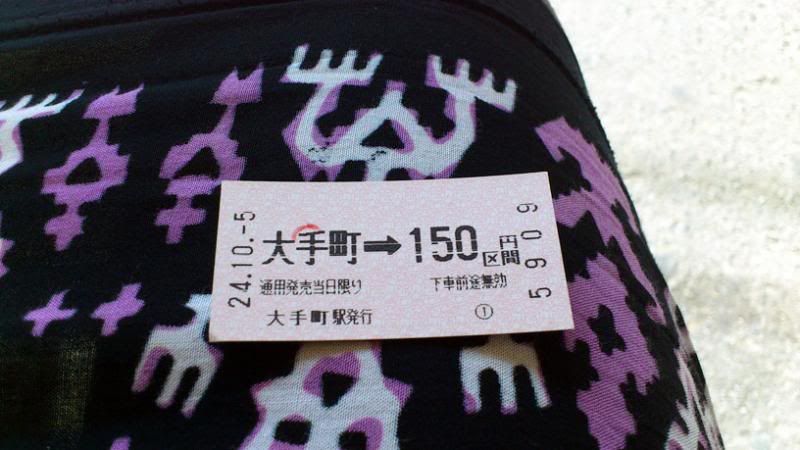 24.10.-5
大手町➡150円区間
通用発売当日限り 下車前途無効
大手町駅発行 ①
5909